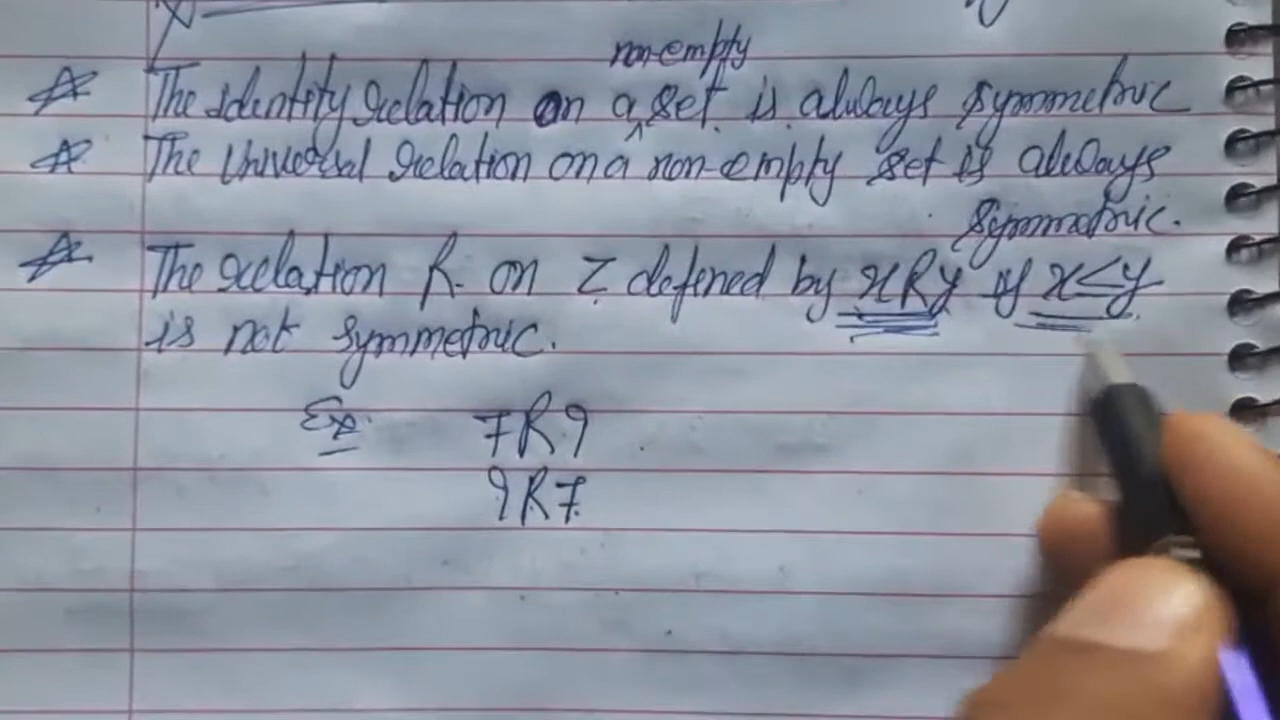 non-empty
The identity relation on a set is always symmetric
The universal relation on a non-empty set is always
symmetric.
The relation R on Z defined by xRy if x≤y
is not symmetric.
Ex. 7R9
9R7